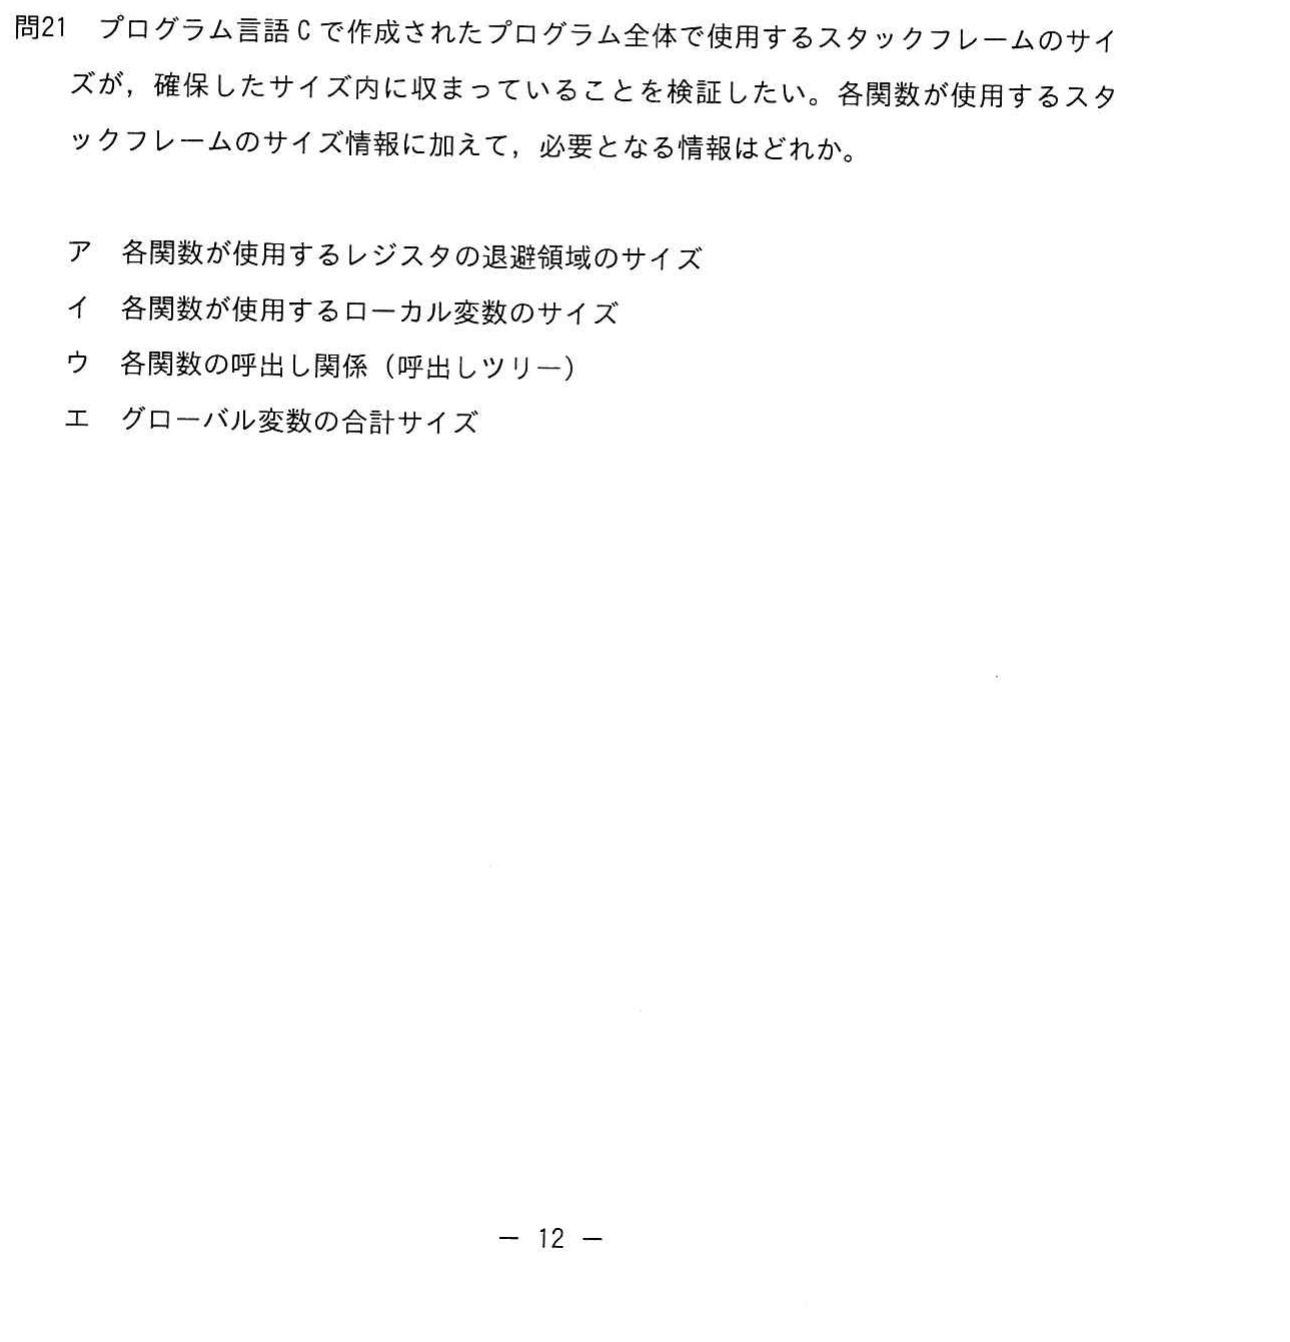 問21 プログラム言語Cで作成されたプログラム全体で使用するスタックフレームのサイ
ズが，確保したサイズ内に収まっていることを検証したい。各関数が使用するスタ
ックフレームのサイズ情報に加えて，必要となる情報はどれか。
ア 各関数が使用するレジスタの退避領域のサイズ
イ 各関数が使用するローカル変数のサイズ
ウ 各関数の呼出し関係（呼出しツリー）
エ グローバル変数の合計サイズ
－ 12 －